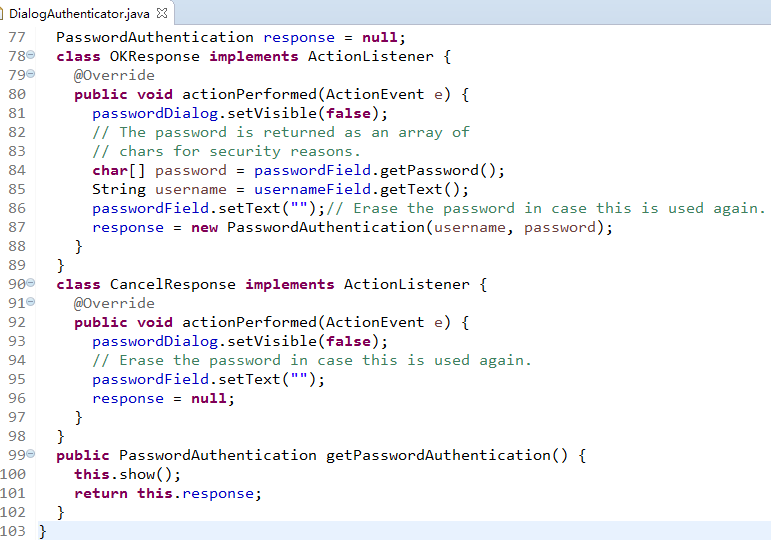 DialogAuthenticator.java
77 PasswordAuthentication response = null;
78 class OKResponse implements ActionListener {
79 @Override
80 public void actionPerformed(ActionEvent e) {
81 passwordDialog.setVisible(false);
82 // The password is returned as an array of
83 // chars for security reasons.
84 char[] password = passwordField.getPassword();
85 String username = usernameField.getText();
86 passwordField.setText("");// Erase the password in case this is used again.
87 response = new PasswordAuthentication(username, password);
88 }
89 }
90 class CancelResponse implements ActionListener {
91 @Override
92 public void actionPerformed(ActionEvent e) {
93 passwordDialog.setVisible(false);
94 // Erase the password in case this is used again.
95 passwordField.setText("");
96 response = null;
97 }
98 }
99 public PasswordAuthentication getPasswordAuthentication() {
100 this.show();
101 return this.response;
102 }
103 }